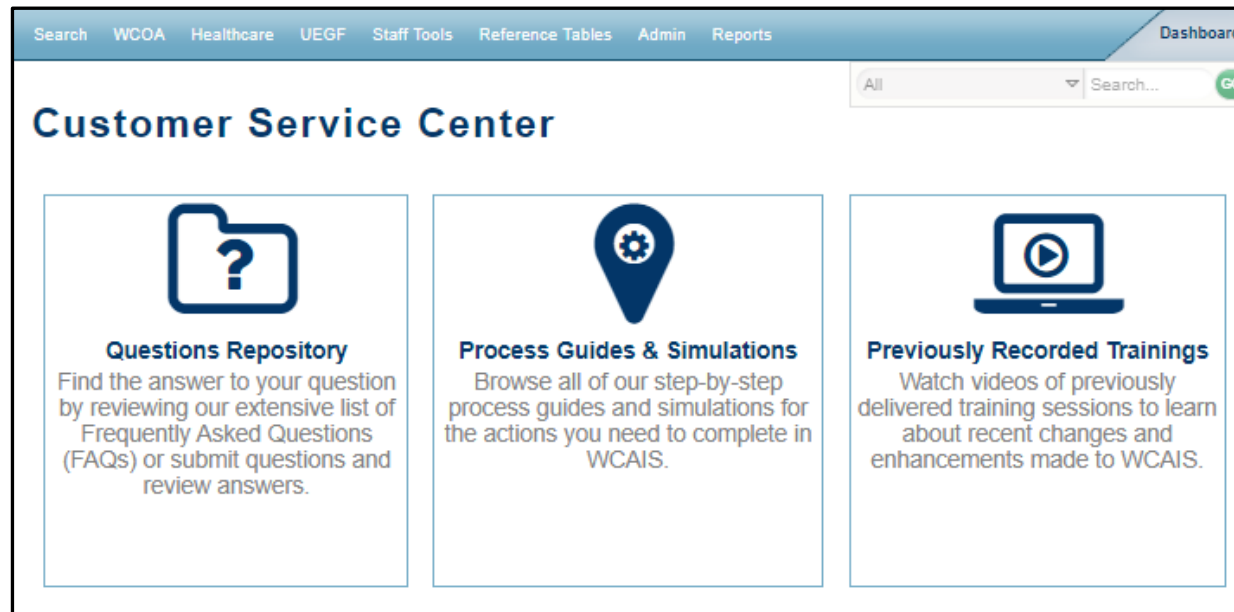 Search WCOA Healthcare UEGF Staff Tools Reference Tables Admin Reports Dashboard
All Search... GO
Customer Service Center
?
Questions Repository
Find the answer to your question
by reviewing our extensive list of
Frequently Asked Questions
(FAQs) or submit questions and
review answers.
Process Guides & Simulations
Browse all of our step-by-step
process guides and simulations for
the actions you need to complete in
WCAIS.
Previously Recorded Trainings
Watch videos of previously
delivered training sessions to learn
about recent changes and
enhancements made to WCAIS.